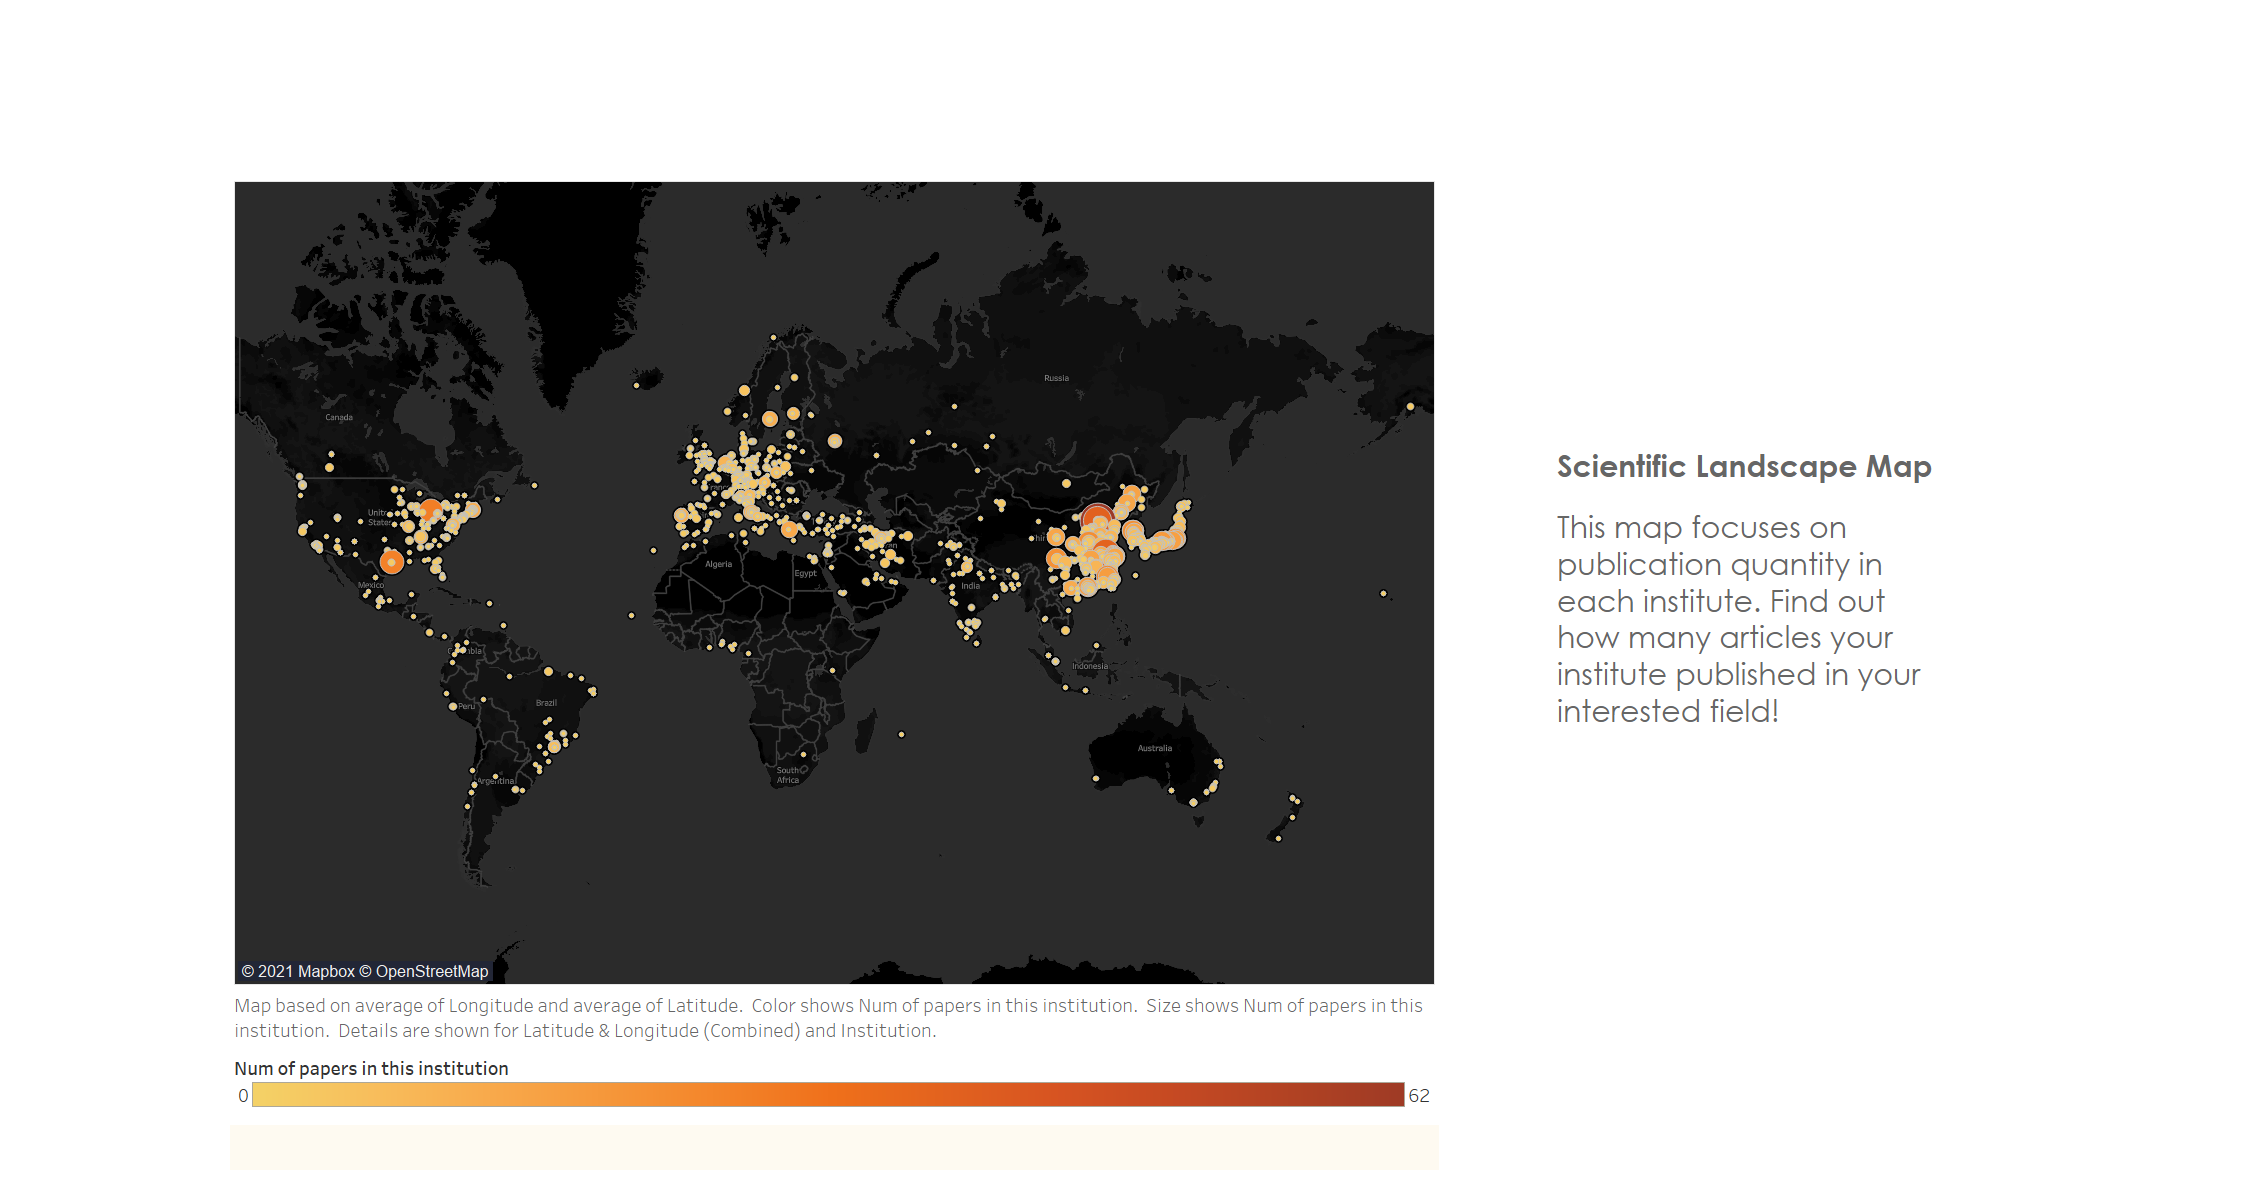 Russia
Canada
Scientific Landscape Map
This map focuses on
publication quantity in
each institute. Find out
how many articles your
institute published in your
interested field!
Algeria
Egypt
Mexico
India
Indonesia
Peru
Brazil
Australia
South
Africa
Argentina
© 2021 Mapbox © OpenStreetMap
Map based on average of Longitude and average of Latitude.  Color shows Num of papers in this institution.  Size shows Num of papers in this
institution.  Details are shown for Latitude & Longitude (Combined) and Institution.
Num of papers in this institution
0
62